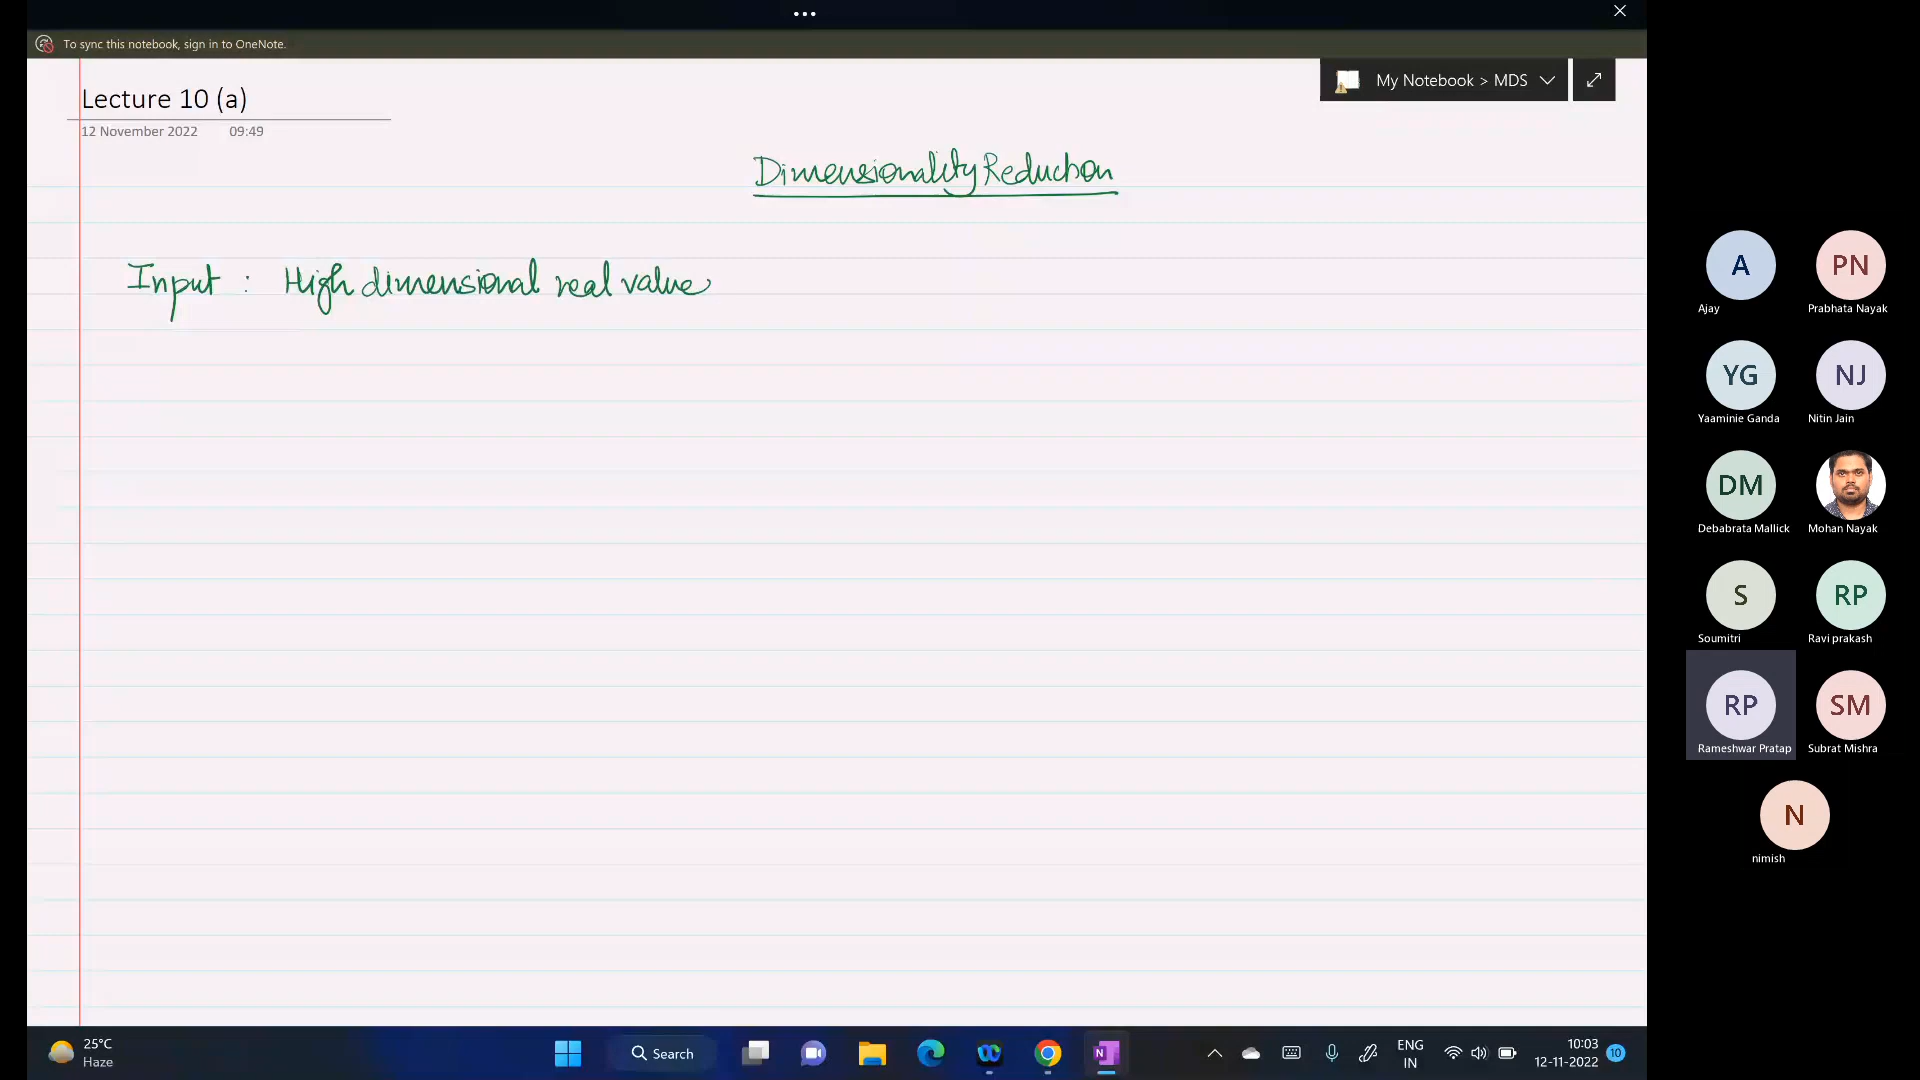 To sync this notebook, sign in to OneNote.
My Notebook > MDS
Lecture 10 (a)
12 November 2022 09:49
Dimensionality Reduction
Input : High dimensional real value
A
Ajay
PN
Prabhata Nayak
YG
Yaaminie Ganda
NJ
Nitin Jain
DM
Debabrata Mallick
Mohan Nayak
S
Soumitri
RP
Ravi prakash
RP
Rameshwar Pratap
SM
Subrat Mishra
N
nimish
25°C
Haze
Search
N
ENG
IN
10:03
12-11-2022
10